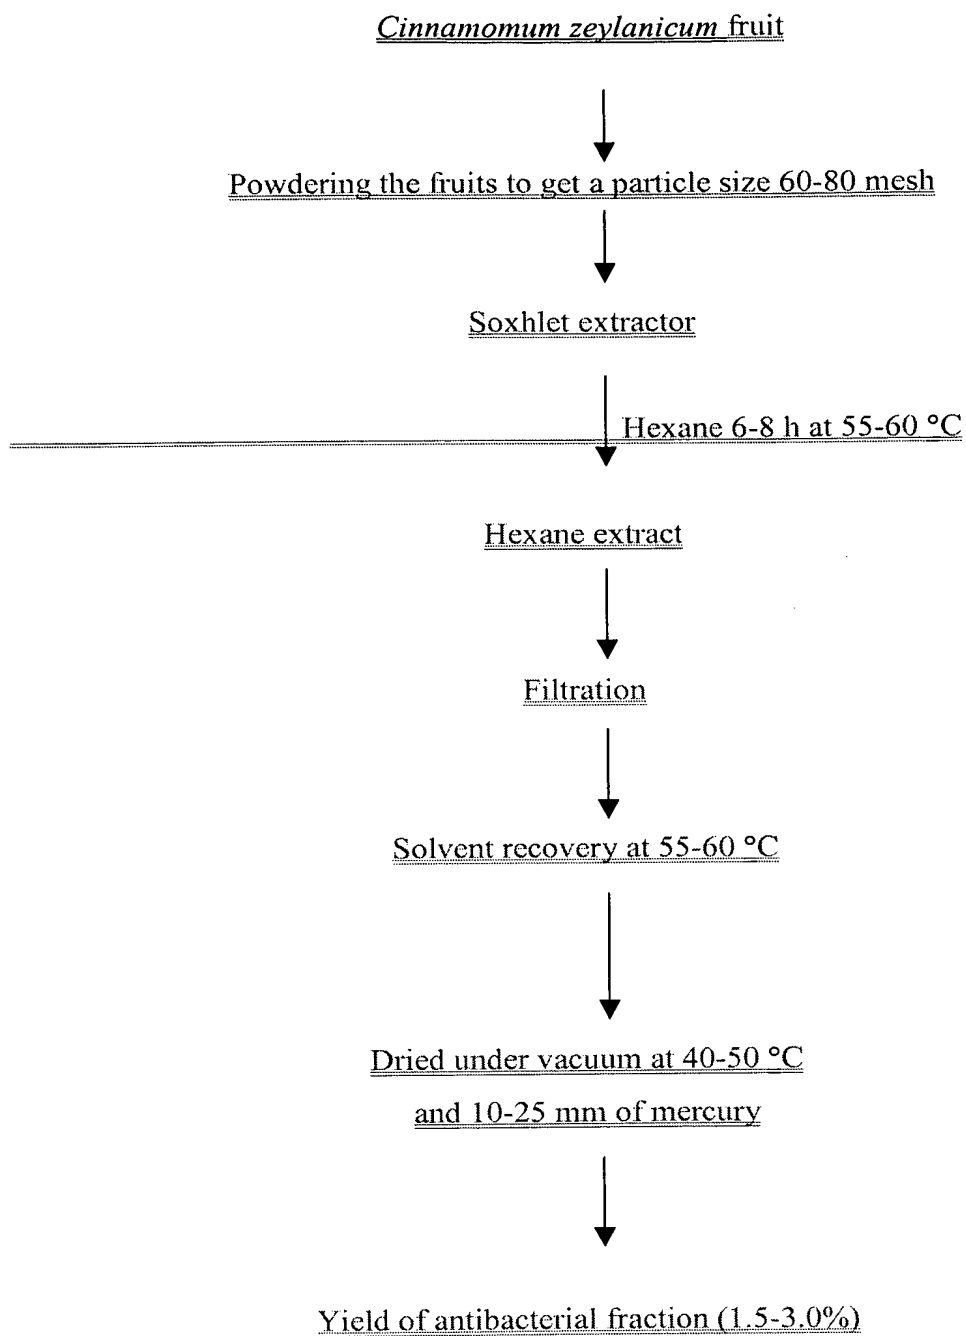 Cinnamomum zeylanicum fruit
Powdering the fruits to get a particle size 60-80 mesh
Soxhlet extractor
Hexane 6-8 h at 55-60 °C
Hexane extract
Filtration
Solvent recovery at 55-60 °C
Dried under vacuum at 40-50 °C
and 10-25 mm of mercury
Yield of antibacterial fraction (1.5-3.0%)